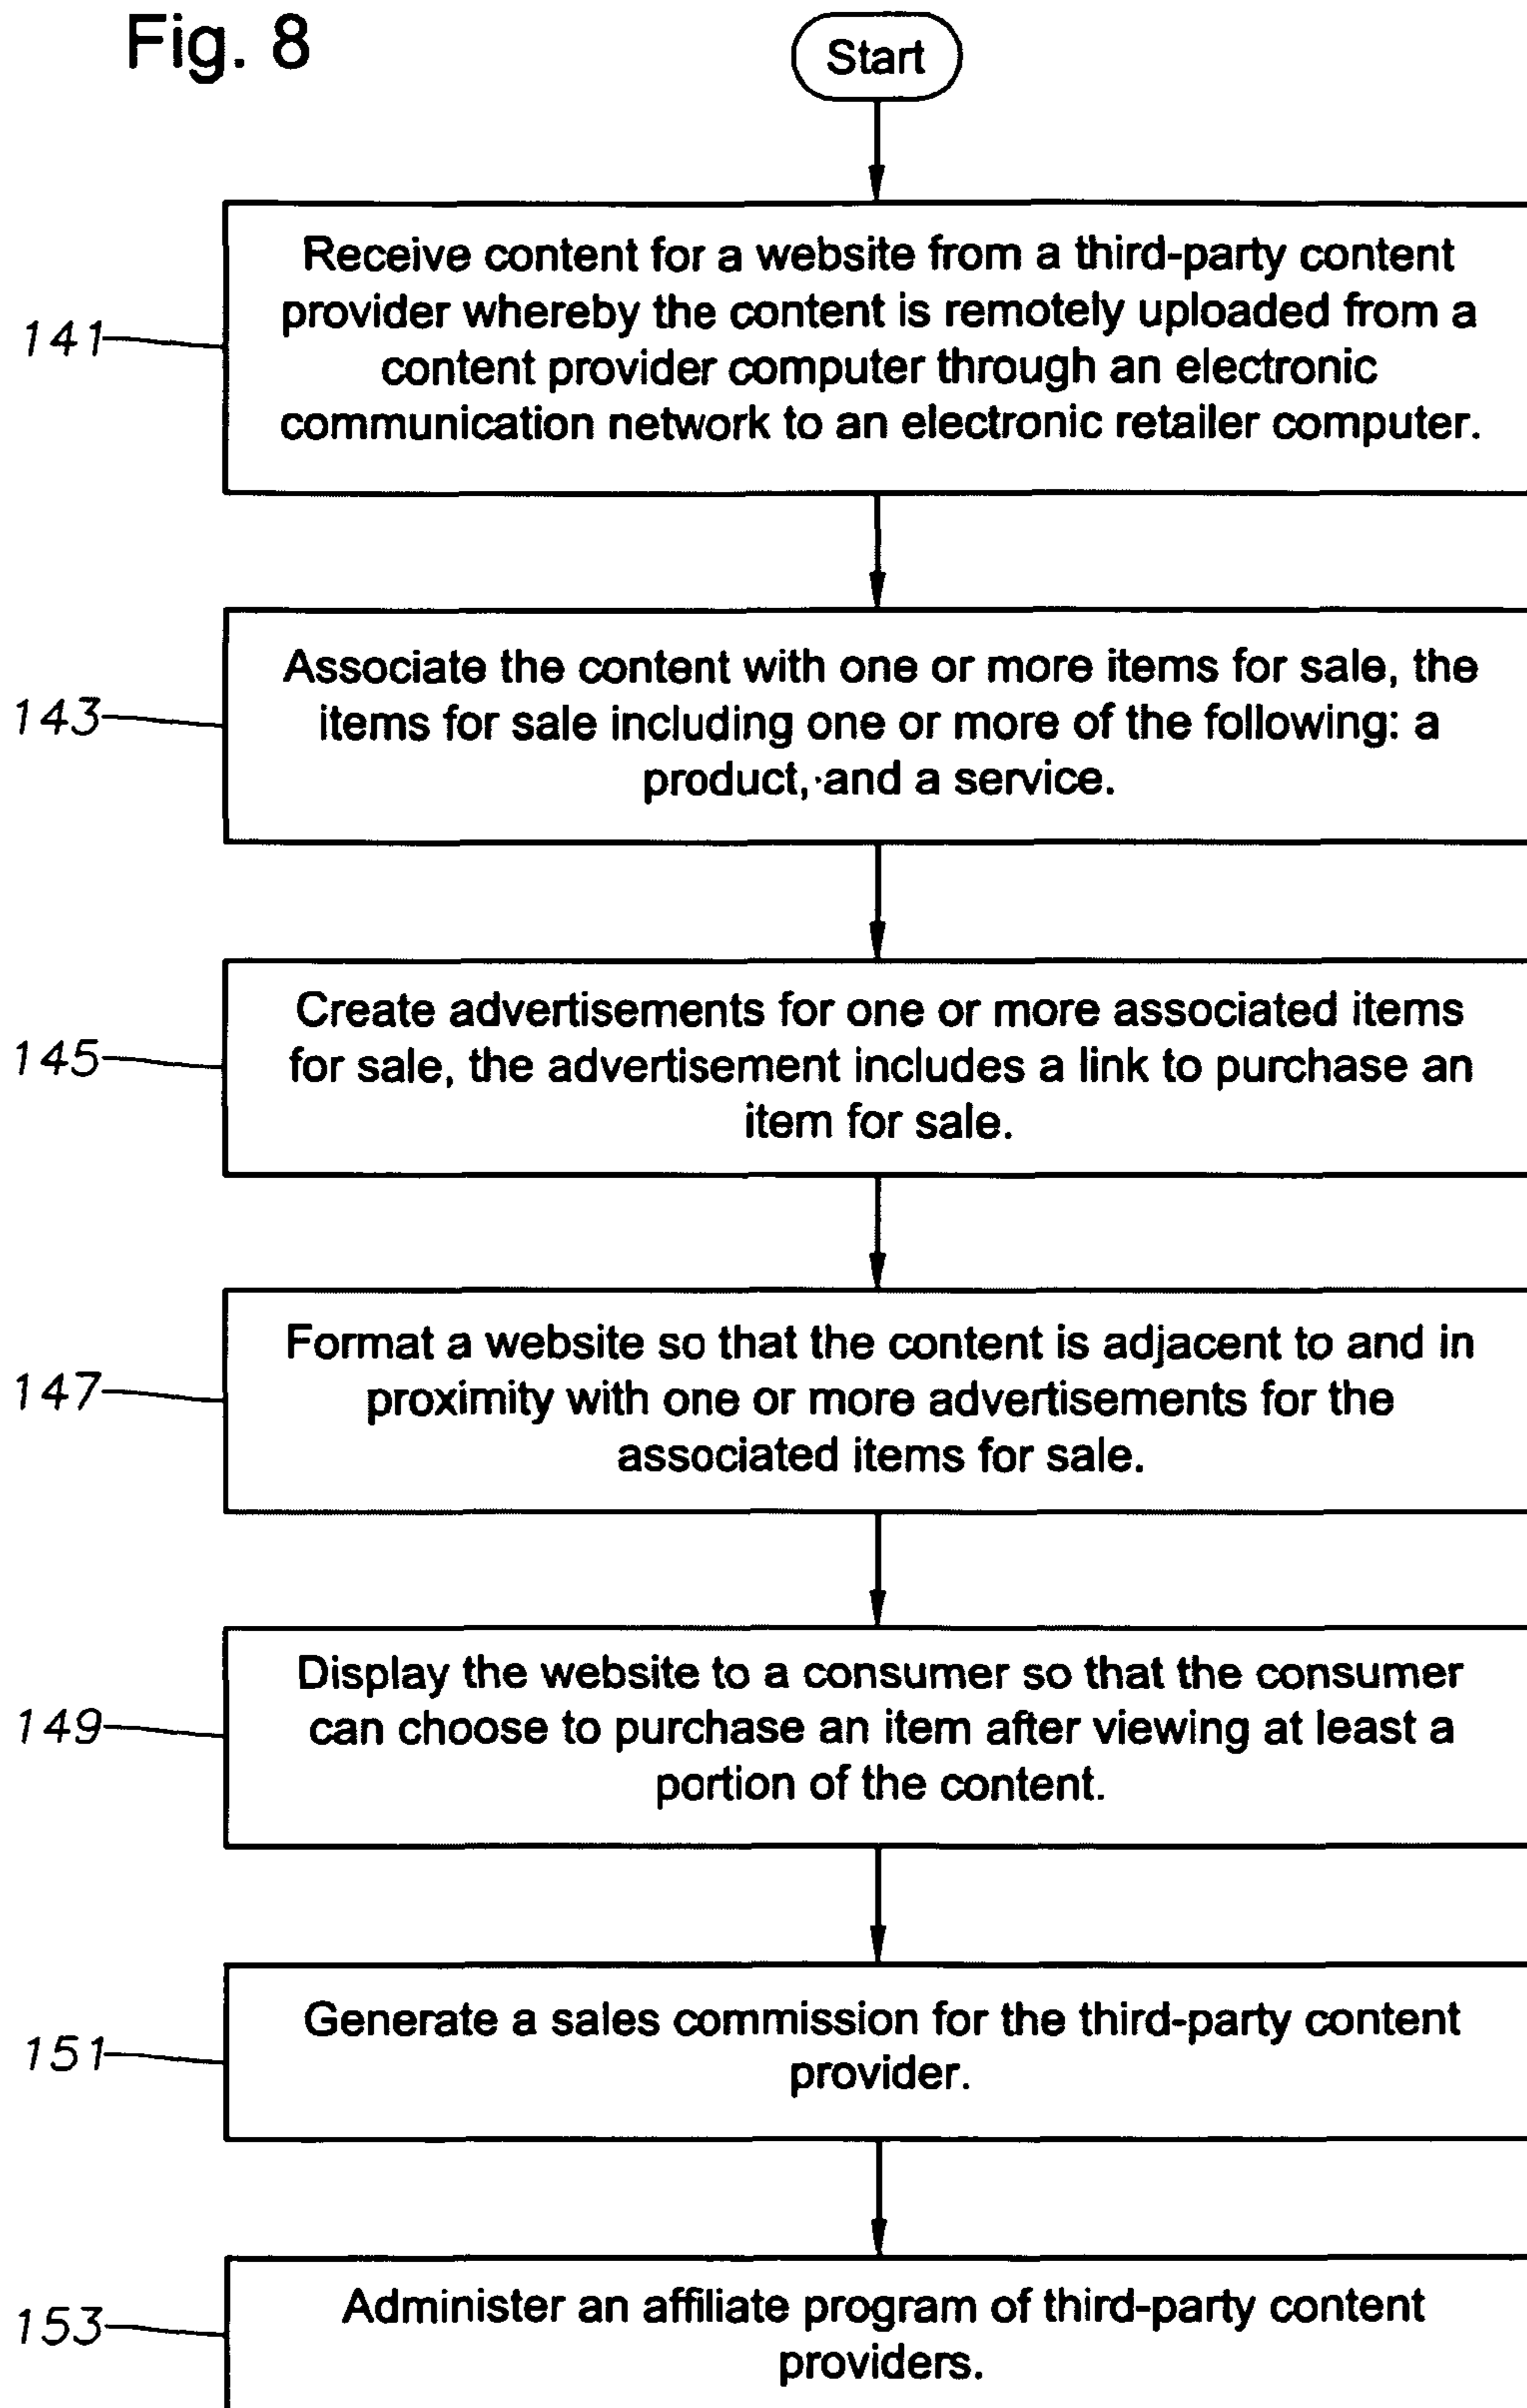 Fig. 8
Start
141
Receive content for a website from a third-party content
provider whereby the content is remotely uploaded from a
content provider computer through an electronic
communication network to an electronic retailer computer.
143
Associate the content with one or more items for sale, the
items for sale including one or more of the following: a
product, and a service.
145
Create advertisements for one or more associated items
for sale, the advertisement includes a link to purchase an
item for sale.
147
Format a website so that the content is adjacent to and in
proximity with one or more advertisements for the
associated items for sale.
149
Display the website to a consumer so that the consumer
can choose to purchase an item after viewing at least a
portion of the content.
151
Generate a sales commission for the third-party content
provider.
153
Administer an affiliate program of third-party content
providers.